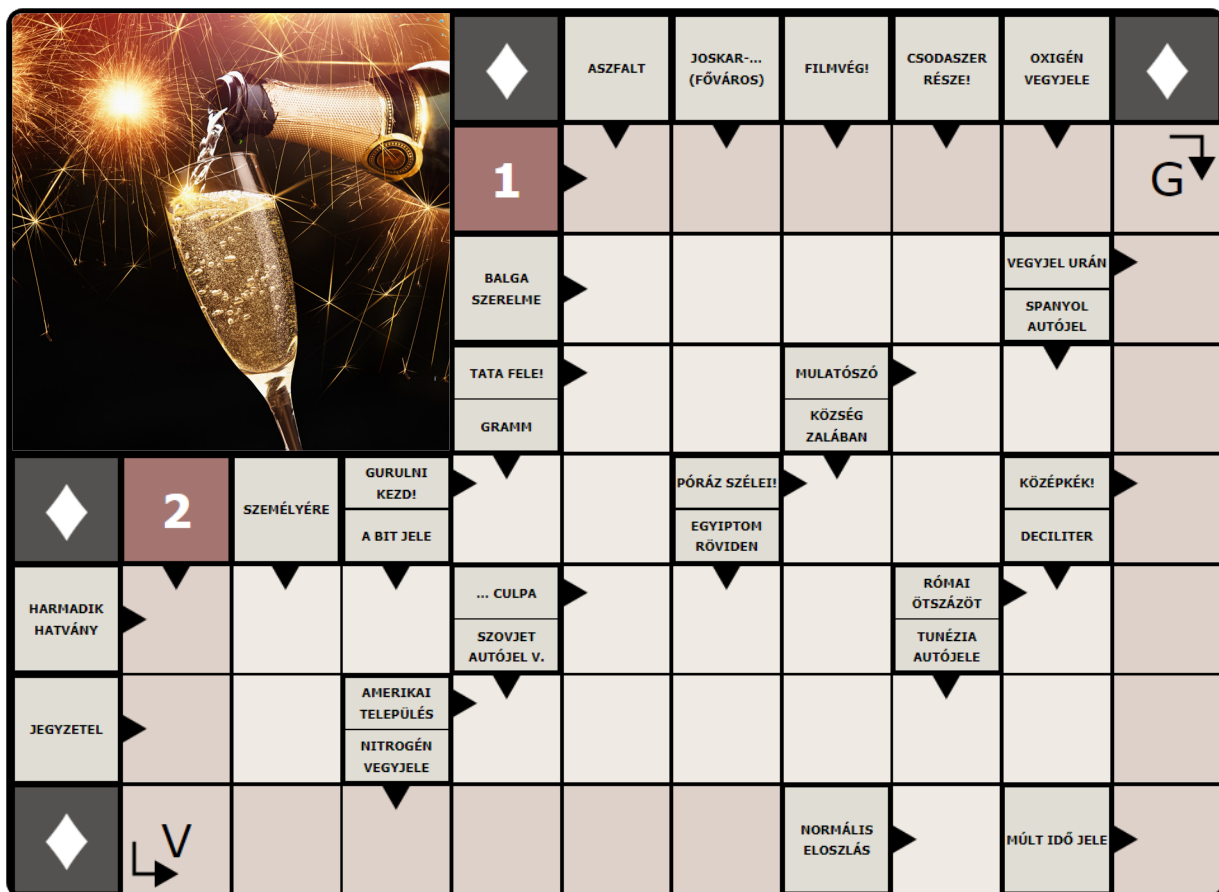 ASZFALT
JOSKAR-...
(FŐVÁROS)
FILMVÉG!
CSODASZER
RÉSZE!
OXIGÉN
VEGYJELE
1
G
BALGA
SZERELME
VEGYJEL URÁN
SPANYOL
AUTÓJEL
TATA FELE!
GRAMM
MULATÓSZÓ
KÖZSÉG
ZALÁBAN
2
SZEMÉLYÉRE
GURULNI
KEZD!
A BIT JELE
PÓRÁZ SZÉLEI!
EGYIPTOM
RÖVIDEN
KÖZÉPKÉK!
DECILITER
HARMADIK
HATVÁNY
... CULPA
SZOVJET
AUTÓJEL V.
RÓMAI
ÖTSZÁZÖT
TUNÉZIA
AUTÓJELE
JEGYZETEL
AMERIKAI
TELEPÜLÉS
NITROGÉN
VEGYJELE
V
NORMÁLIS
ELOSZLÁS
MÚLT IDŐ JELE